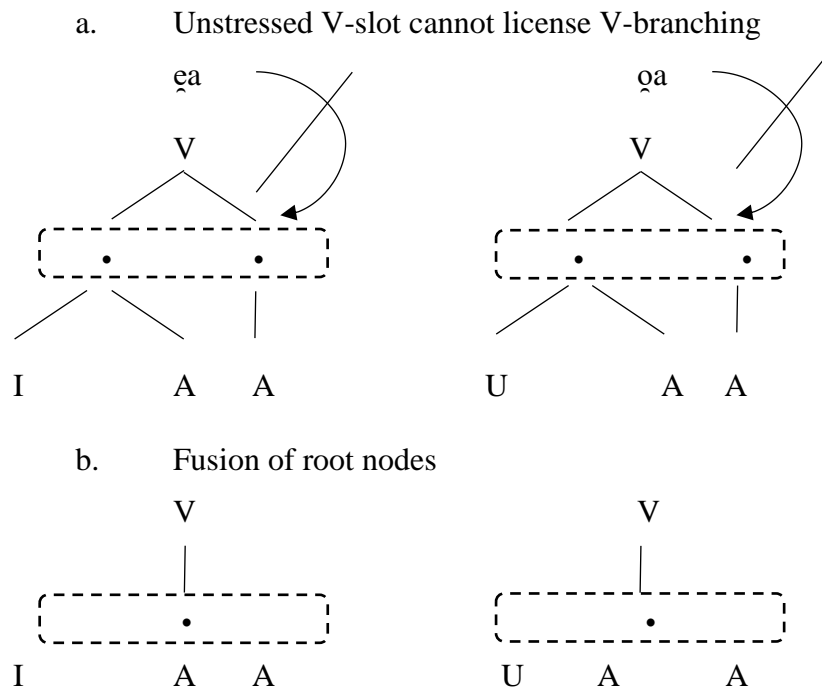 a. Unstressed V-slot cannot license V-branching
e̯a o̯a
V V
I A A U A A
b. Fusion of root nodes
V V
I A A U A A